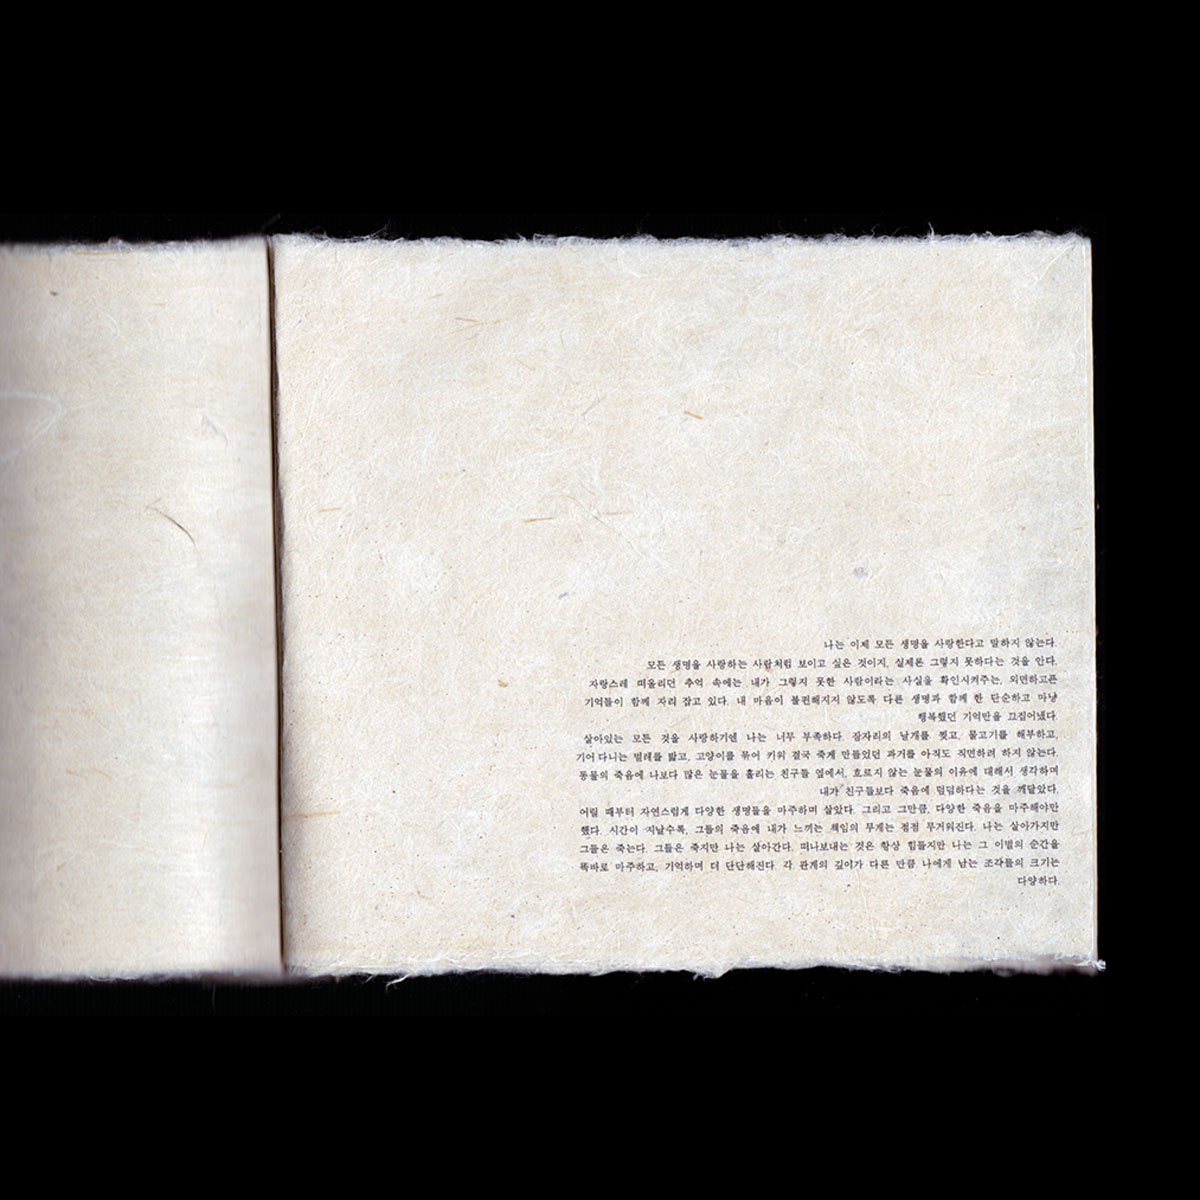 나는 이제 모든 생명을 사랑한다고 말하지 않는다.
모든 생명을 사랑하는 사람처럼 보이고 싶은 것이지, 실제론 그렇지 못하다는 것을 안다.
자랑스레 떠올리던 추억 속에는 내가 그렇지 못한 사람이라는 사실을 확인시켜주는, 외면하고픈
기억들이 함께 자리 잡고 있다. 내 마음이 불편해지지 않도록 다른 생명과 함께 한 단순하고 마냥
행복했던 기억만을 끄집어냈다.
살아있는 모든 것을 사랑하기엔 나는 너무 부족하다. 잠자리의 날개를 찢고, 물고기를 해부하고,
기어 다니는 벌레를 밟고, 고양이를 묶어 키워 결국 죽게 만들었던 과거를 아직도 직면하려 하지 않는다.
동물의 죽음에 나보다 많은 눈물을 흘리는 친구들 옆에서, 흐르지 않는 눈물의 이유에 대해서 생각하며
내가 친구들보다 죽음에 덤덤하다는 것을 깨달았다.
어릴 때부터 자연스럽게 다양한 생명들을 마주하며 살았다. 그리고 그만큼, 다양한 죽음을 마주해야만
했다. 시간이 지날수록, 그들의 죽음에 내가 느끼는 책임의 무게는 점점 무거워진다. 나는 살아가지만
그들은 죽는다. 그들은 죽지만 나는 살아간다. 떠나보내는 것은 항상 힘들지만 나는 그 이별의 순간을
똑바로 마주하고, 기억하며 더 단단해진다. 각 관계의 깊이가 다른 만큼 나에게 남는 조각들의 크기는
다양하다.